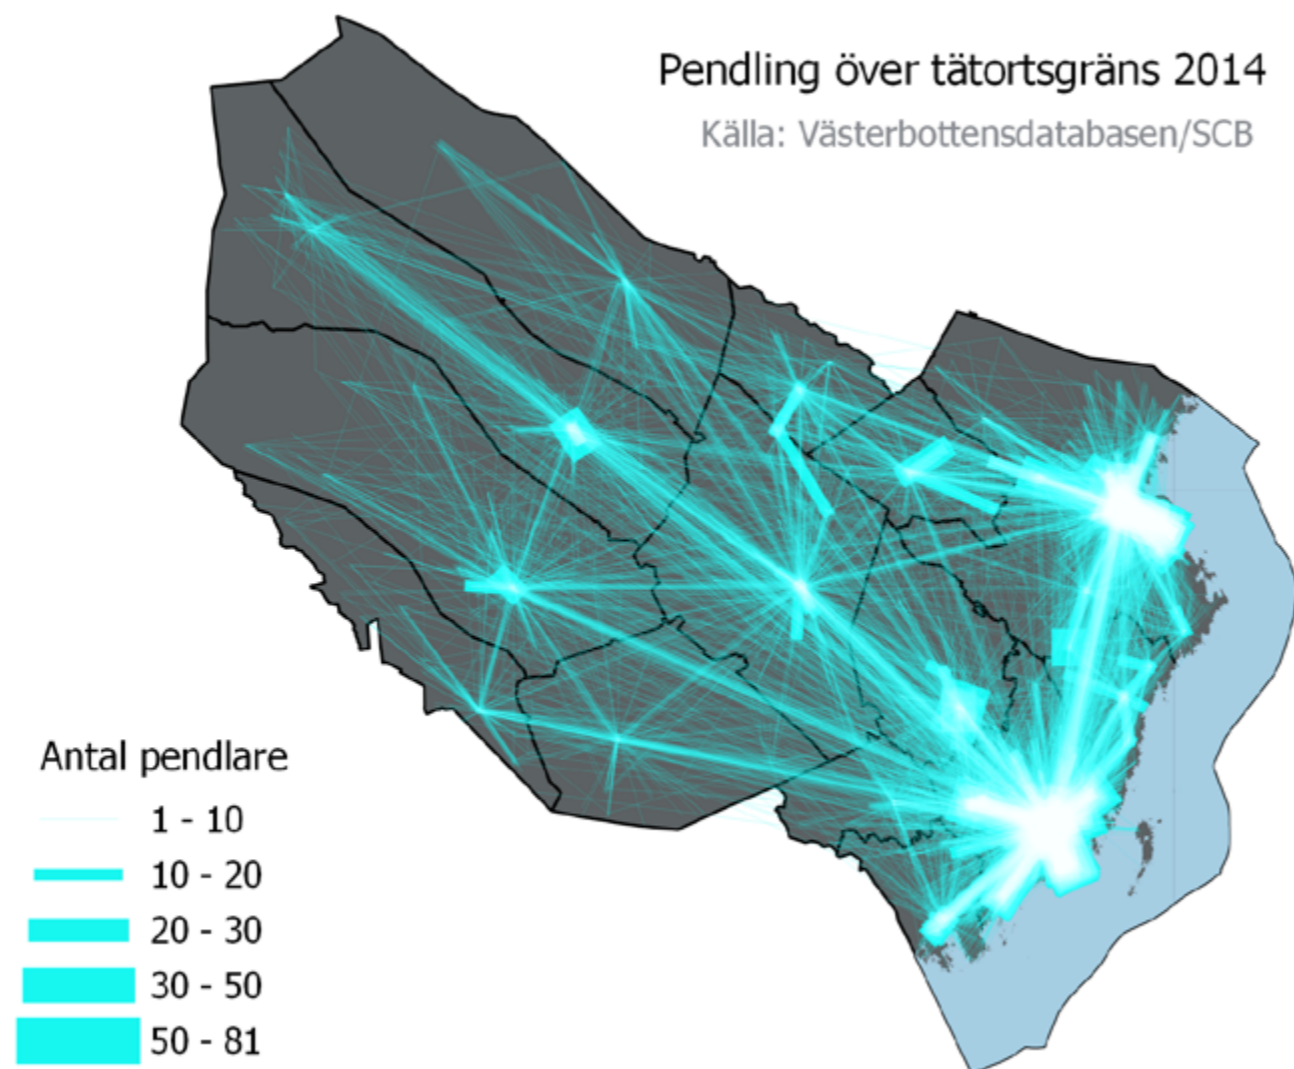 Pendling över tätortsgräns 2014
Källa: Västerbottensdatabasen/SCB
Antal pendlare
1 - 10
10 - 20
20 - 30
30 - 50
50 - 81